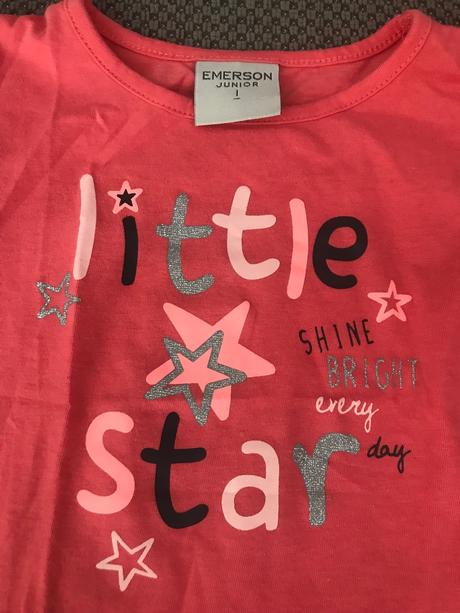 EMERSON
JUNIOR
1
little
SHINE
BRIGHT
every
day
star